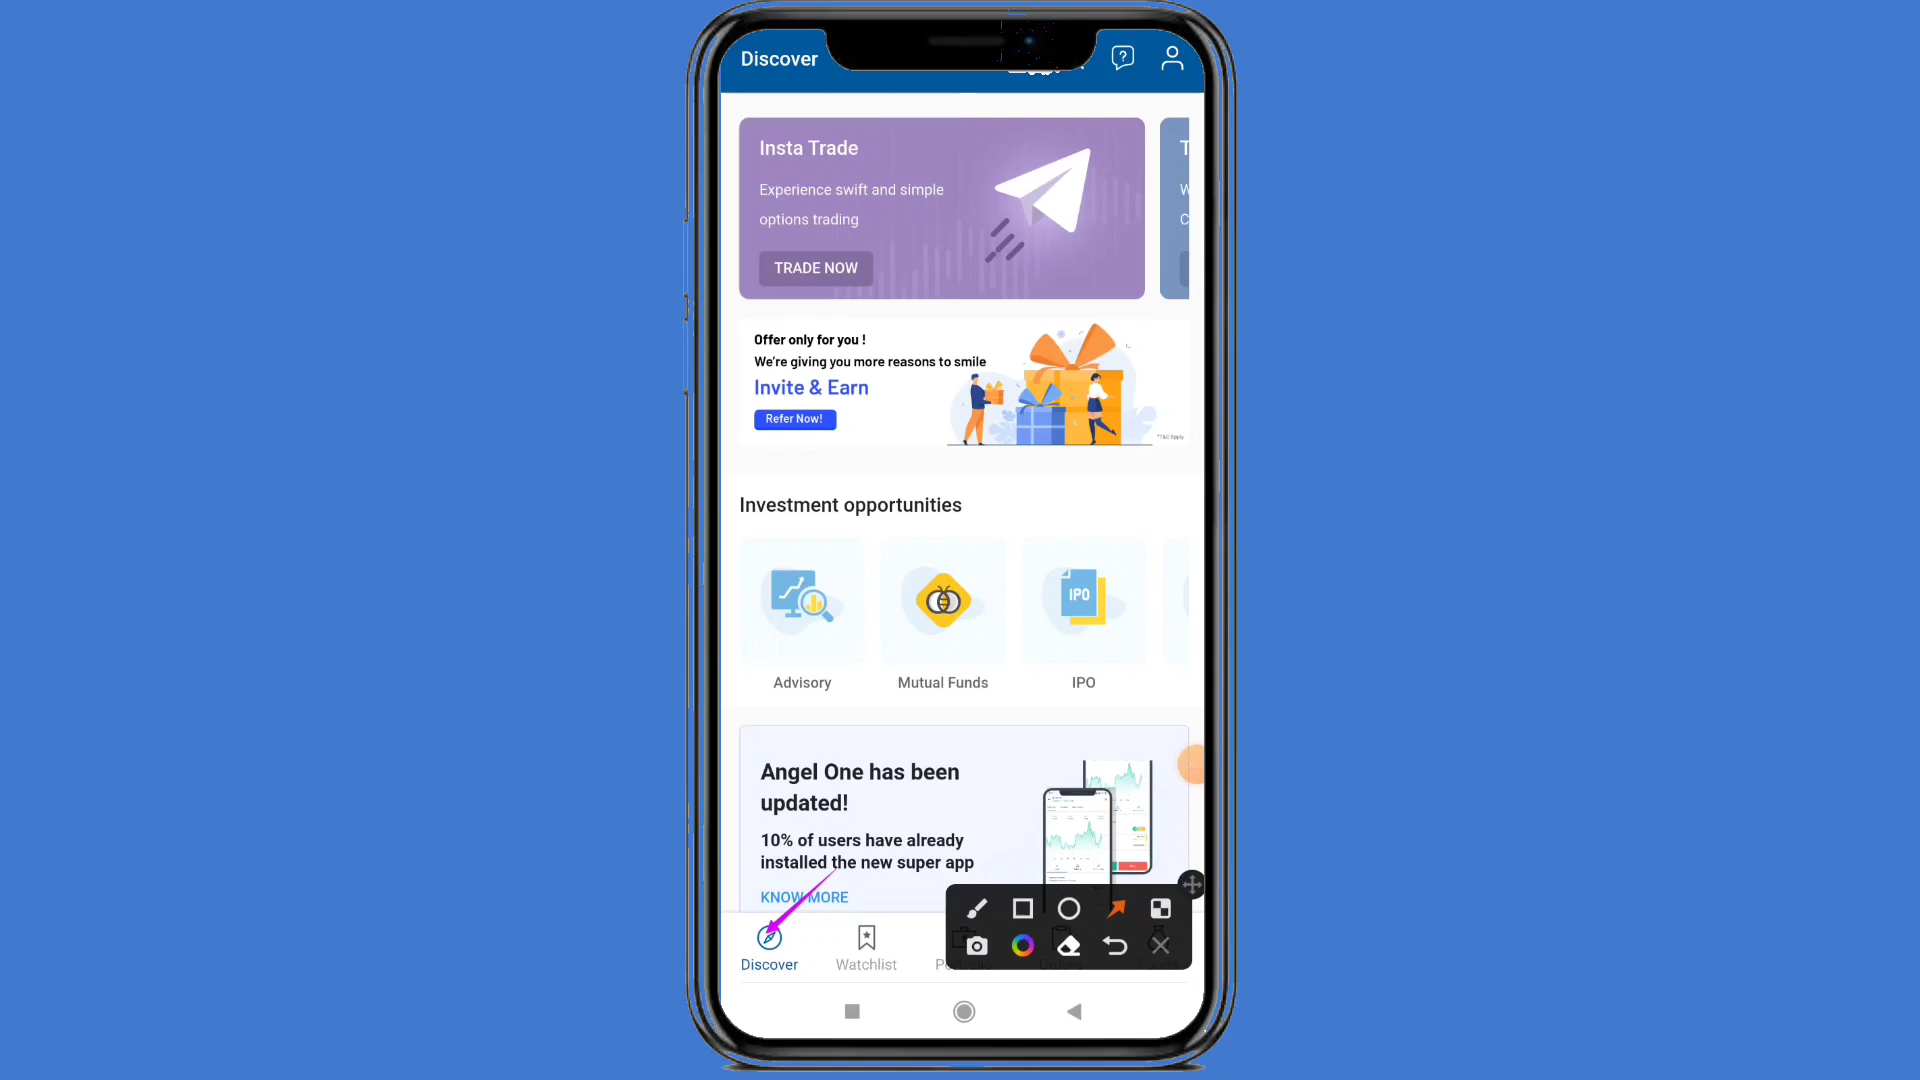 Discover
Insta Trade
Experience swift and simple
options trading
TRADE NOW
T
W
C
Offer only for you !
We're giving you more reasons to smile
Invite & Earn
Refer Now!
*T&C Apply
Investment opportunities
IPO
Advisory
Mutual Funds
IPO
Angel One has been
updated!
10% of users have already
installed the new super app
KNOW MORE
Discover
Watchlist